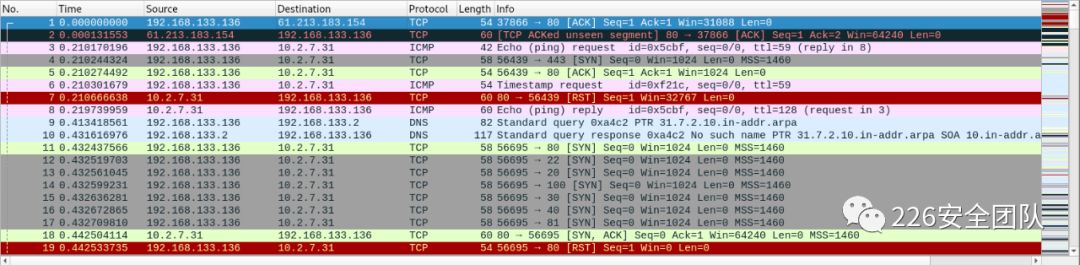 No. Time Source Destination Protocol Length Info
1 0.000000000 192.168.133.136 61.213.183.154 TCP 54 37866 → 80 [ACK] Seq=1 Ack=1 Win=31088 Len=0
2 0.000131553 61.213.183.154 192.168.133.136 TCP 60 [TCP ACKed unseen segment] 80 → 37866 [ACK] Seq=1 Ack=2 Win=64240 Len=0
3 0.210170196 192.168.133.136 10.2.7.31 ICMP 42 Echo (ping) request id=0x5cbf, seq=0/0, ttl=59 (reply in 8)
4 0.210244324 192.168.133.136 10.2.7.31 TCP 58 56439 → 443 [SYN] Seq=0 Win=1024 Len=0 MSS=1460
5 0.210274492 192.168.133.136 10.2.7.31 TCP 54 56439 → 80 [ACK] Seq=1 Ack=1 Win=1024 Len=0
6 0.210301679 192.168.133.136 10.2.7.31 ICMP 54 Timestamp request id=0xf21c, seq=0/0, ttl=59
7 0.210666638 10.2.7.31 192.168.133.136 TCP 60 80 → 56439 [RST] Seq=1 Win=32767 Len=0
8 0.219739959 10.2.7.31 192.168.133.136 ICMP 60 Echo (ping) reply id=0x5cbf, seq=0/0, ttl=128 (request in 3)
9 0.413418561 192.168.133.136 192.168.133.2 DNS 82 Standard query 0xa4c2 PTR 31.7.2.10.in-addr.arpa
10 0.431616976 192.168.133.2 192.168.133.136 DNS 117 Standard query response 0xa4c2 No such name PTR 31.7.2.10.in-addr.arpa SOA 10.in-addr.a
11 0.432437566 192.168.133.136 10.2.7.31 TCP 58 56695 → 80 [SYN] Seq=0 Win=1024 Len=0 MSS=1460
12 0.432519703 192.168.133.136 10.2.7.31 TCP 58 56695 → 22 [SYN] Seq=0 Win=1024 Len=0 MSS=1460
13 0.432561045 192.168.133.136 10.2.7.31 TCP 58 56695 → 20 [SYN] Seq=0 Win=1024 Len=0 MSS=1460
14 0.432599231 192.168.133.136 10.2.7.31 TCP 58 56695 → 100 [SYN] Seq=0 Win=1024 Len=0 MSS=1460
15 0.432636281 192.168.133.136 10.2.7.31 TCP 58 56695 → 30 [SYN] Seq=0 Win=1024 Len=0 MSS=1460
16 0.432672865 192.168.133.136 10.2.7.31 TCP 58 56695 → 40 [SYN] Seq=0 Win=1024 Len=0 MSS=1460
17 0.432709810 192.168.133.136 10.2.7.31 TCP 58 56695 → 81 [SYN] Seq=0 Win=1024 Len=0 MSS=1460
18 0.442504114 10.2.7.31 192.168.133.136 TCP 60 80 → 56695 [SYN, ACK] Seq=0 Ack=1 Win=64240 Len=0 MSS=1460
19 0.442533735 192.168.133.136 10.2.7.31 TCP 54 56695 → 80 [RST] Seq=1 Win=0 Len=0
226安全团队